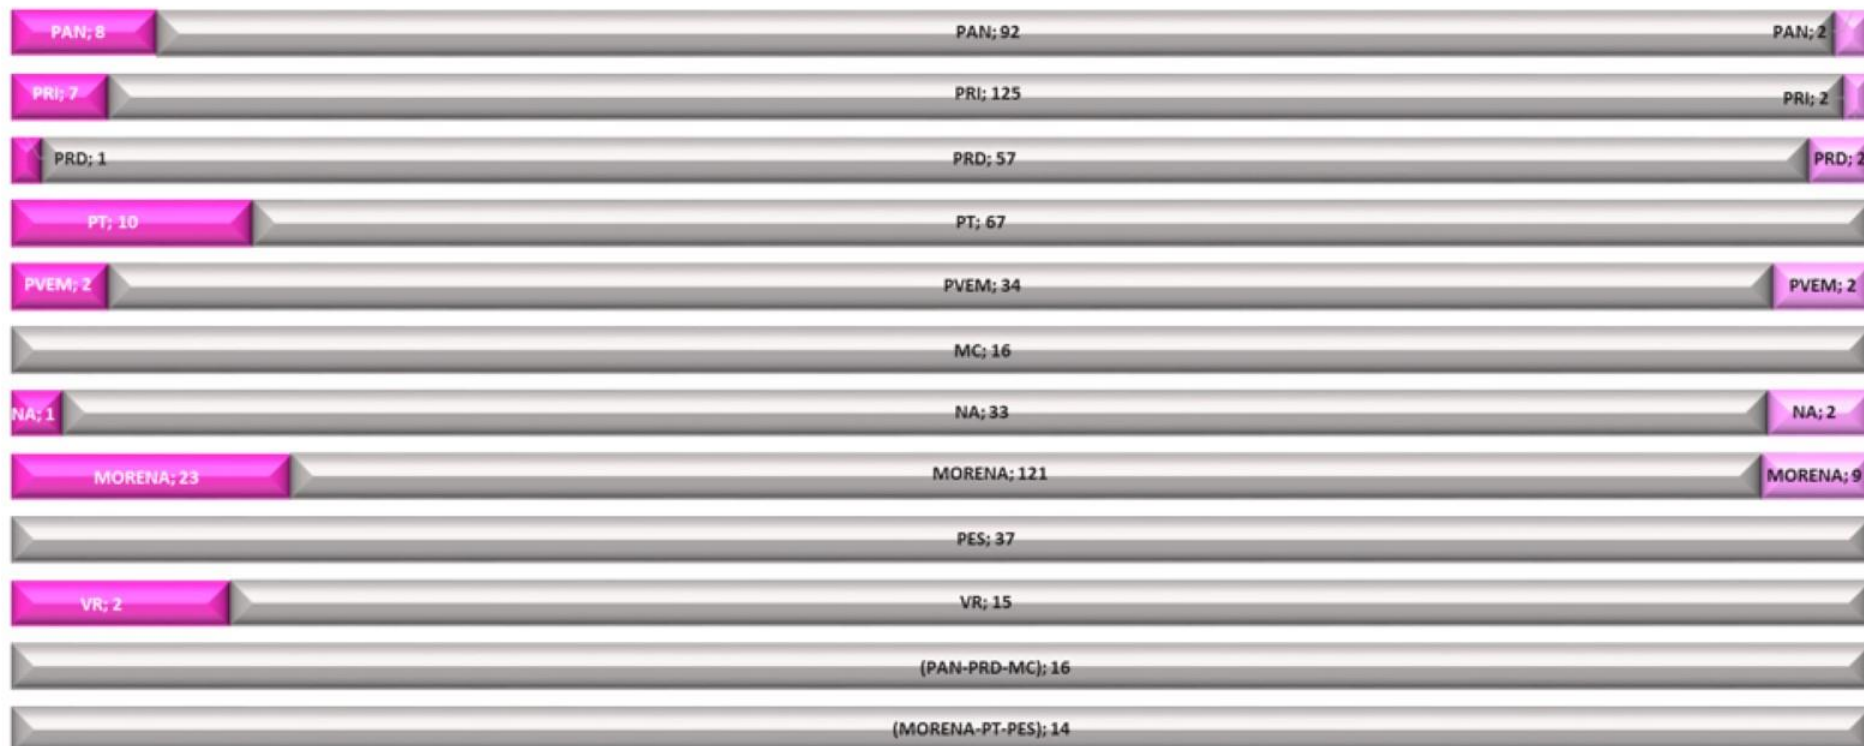 PAN; 8 PAN; 92 PAN; 2
PRI; 7 PRI; 125 PRI; 2
PRD; 1 PRD; 57 PRD; 2
PT; 10 PT; 67
PVEM; 2 PVEM; 34 PVEM; 2
MC; 16
NA; 1 NA; 33 NA; 2
MORENA; 23 MORENA; 121 MORENA; 9
PES; 37
VR; 2 VR; 15
(PAN-PRD-MC); 16
(MORENA-PT-PES); 14